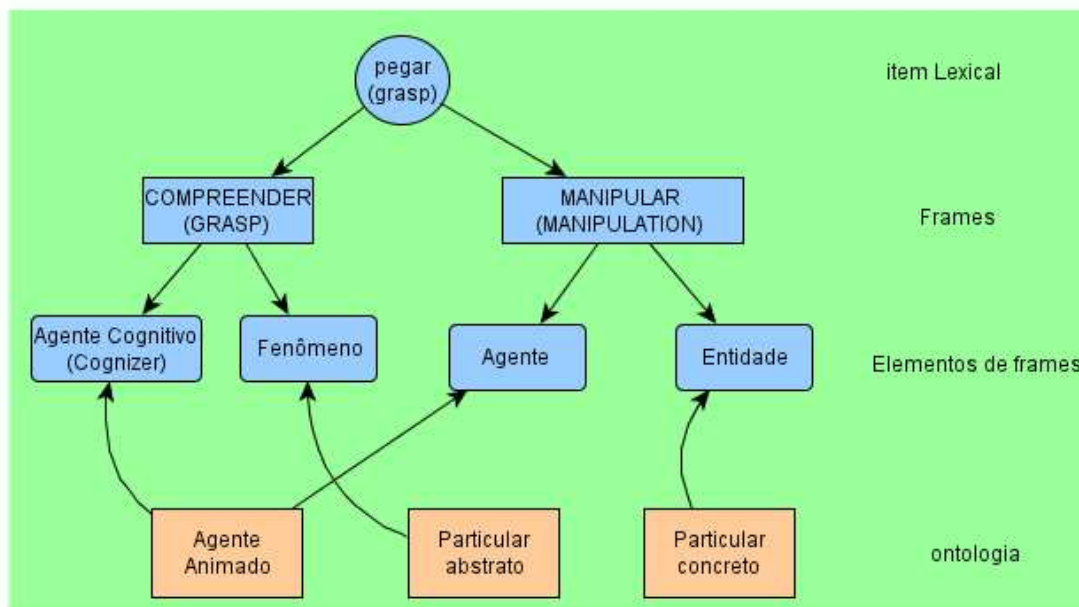 pegar
(grasp)
item Lexical
COMPREENDER
(GRASP)
MANIPULAR
(MANIPULATION)
Frames
Agente Cognitivo
(Cognizer)
Fenômeno
Agente
Entidade
Elementos de frames
Agente
Animado
Particular
abstrato
Particular
concreto
ontologia